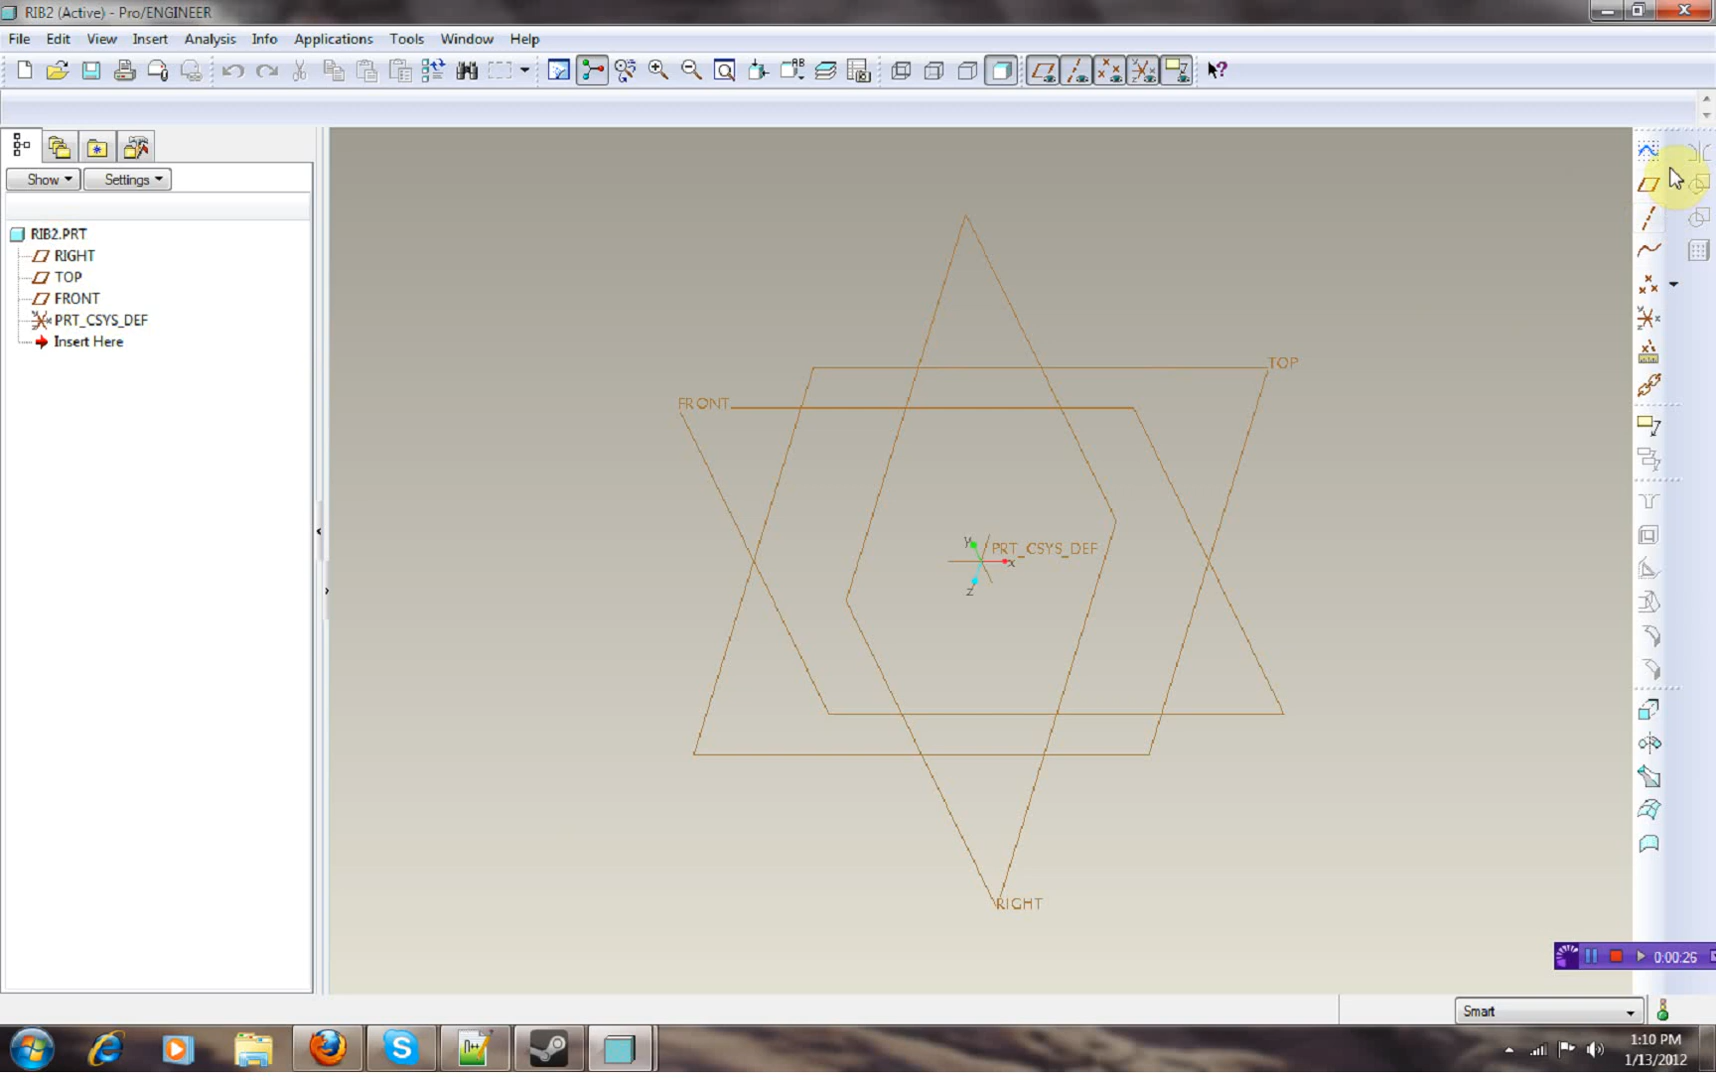 RIB2 (Active) - Pro/ENGINEER
File Edit View Insert Analysis Info Applications Tools Window Help
Show Settings
RIB2.PRT
RIGHT
TOP
FRONT
PRT_CSYS_DEF
Insert Here
TOP
FRONT
Y
PRT_CSYS_DEF
X
Z
RIGHT
0:00:26
Smart
1:10 PM
1/13/2012